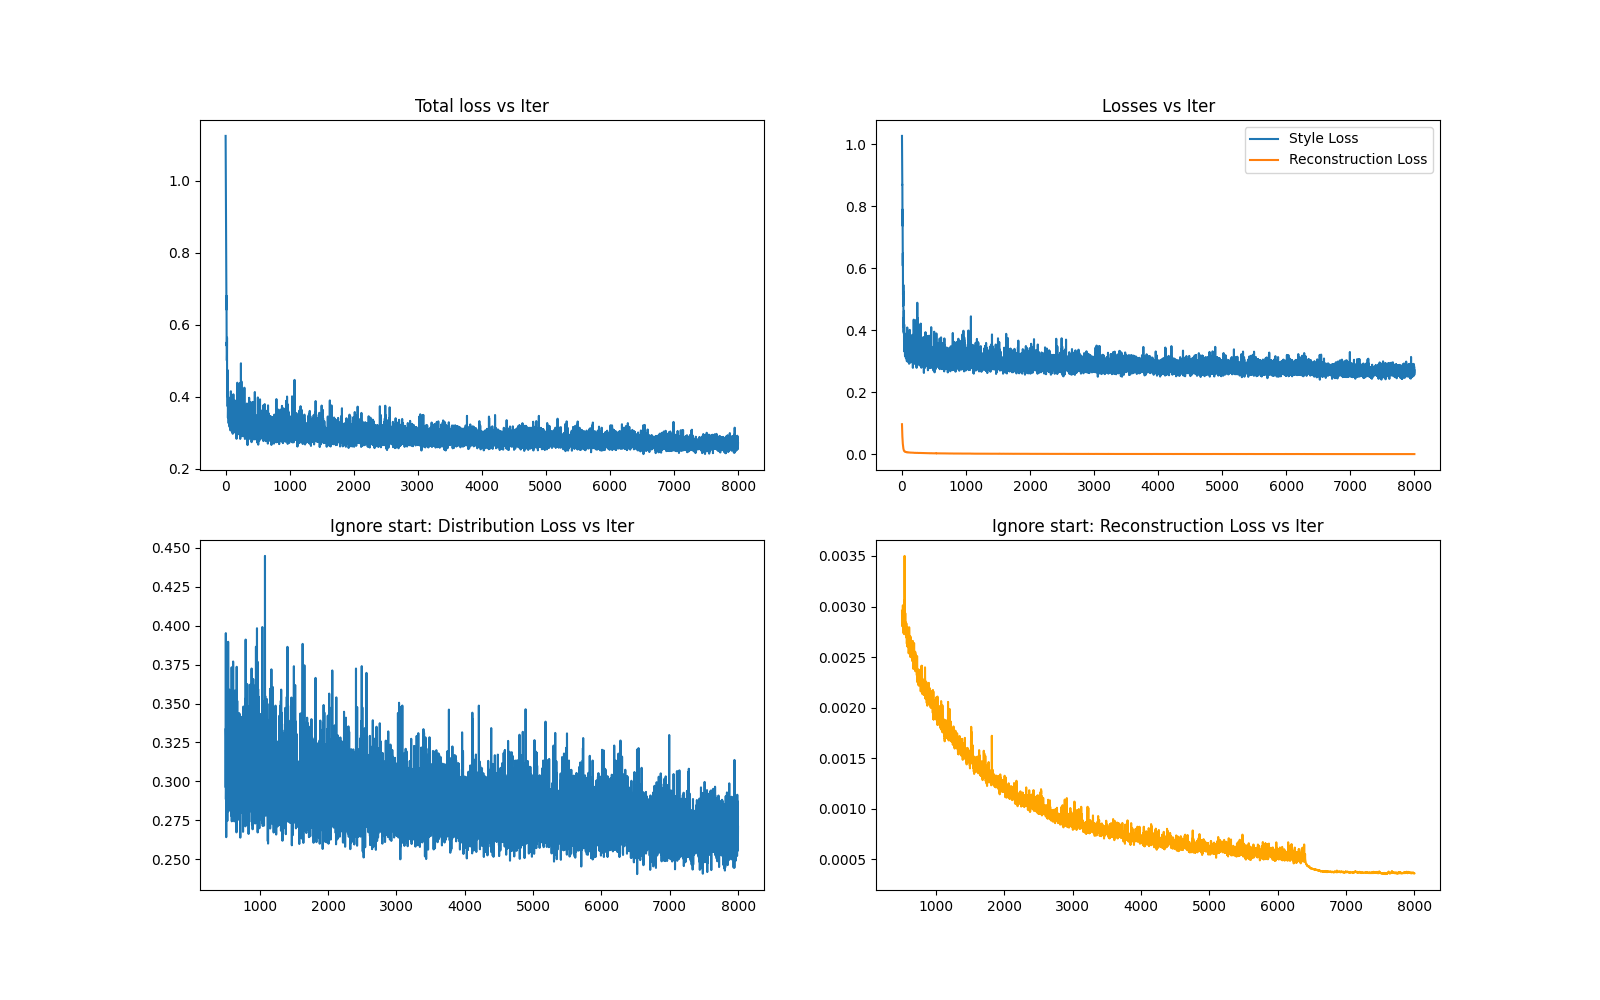 Total loss vs Iter
1.0
0.8
0.6
0.4
0.2
0 1000 2000 3000 4000 5000 6000 7000 8000
Losses vs Iter
Style Loss
Reconstruction Loss
1.0
0.8
0.6
0.4
0.2
0.0
0 1000 2000 3000 4000 5000 6000 7000 8000
Ignore start: Distribution Loss vs Iter
0.450
0.425
0.400
0.375
0.350
0.325
0.300
0.275
0.250
1000 2000 3000 4000 5000 6000 7000 8000
Ignore start: Reconstruction Loss vs Iter
0.0035
0.0030
0.0025
0.0020
0.0015
0.0010
0.0005
1000 2000 3000 4000 5000 6000 7000 8000